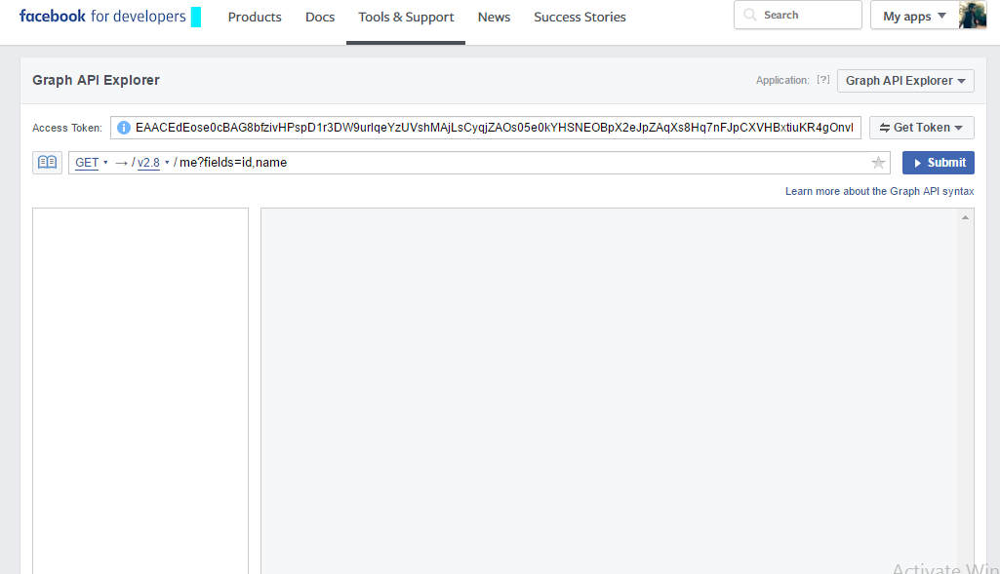 facebook for developers Products Docs Tools & Support News Success Stories Search My apps
Graph API Explorer Application: [?] Graph API Explorer
Access Token: EAACEdEose0cBAG8bfzivHPspD1r3DW9urlqeYzUVshMAjLsCyqjZAOs05e0kYHSNEOBpX2eJpZAqXs8Hq7nFJpCXVHBxtiuKR4gOnvl Get Token
GET → / v2.8 / me?fields=id,name Submit
Learn more about the Graph API syntax
Activate Win